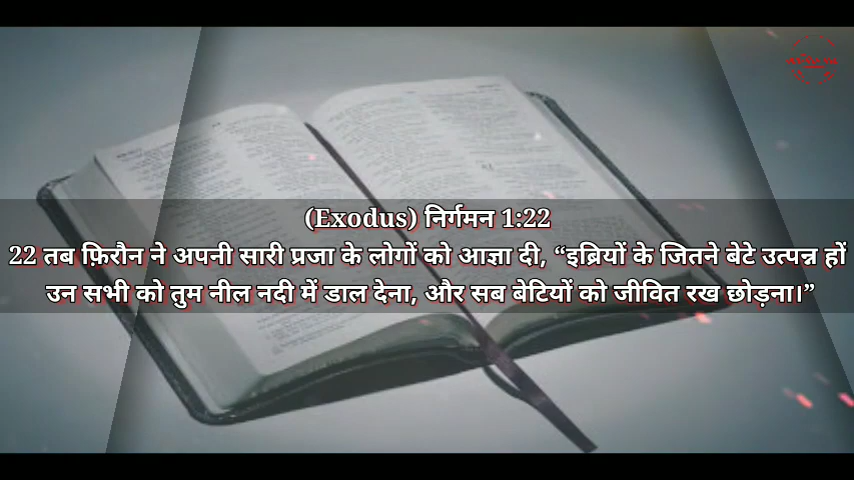 (Exodus) निर्गमन 1:22
22 तब फ़िरौन ने अपनी सारी प्रजा के लोगों को आज्ञा दी, “इब्रियों के जितने बेटे उत्पन्न हों
उन सभी को तुम नील नदी में डाल देना, और सब बेटियों को जीवित रख छोड़ना।”